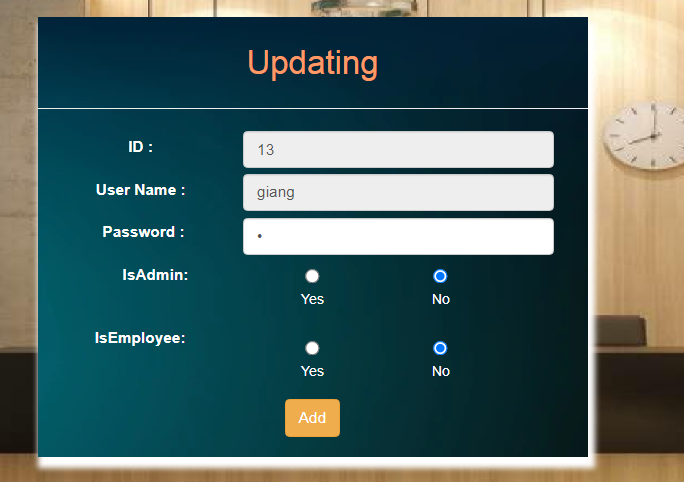 Updating
ID : 13
User Name : giang
Password : •
IsAdmin:
Yes No
IsEmployee:
Yes No
Add